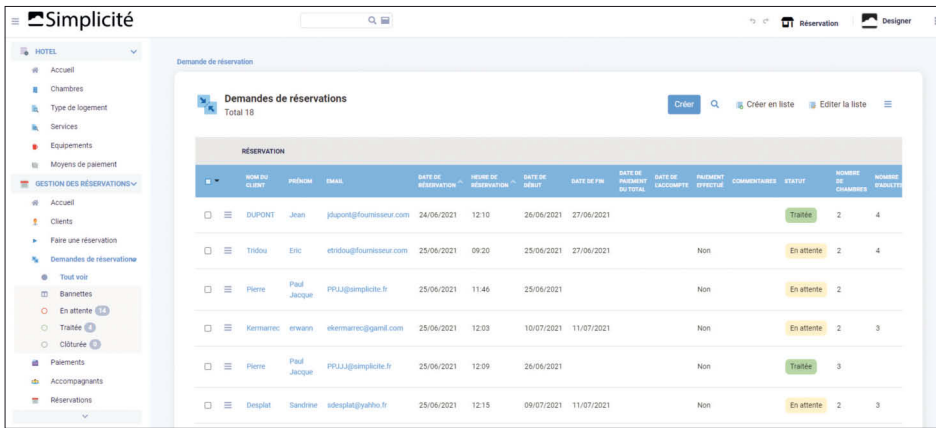 Simplicité
Réservation
Designer
HOTEL
Accueil
Chambres
Type de logement
Services
Equipements
Moyens de paiement
GESTION DES RÉSERVATIONS
Accueil
Clients
Faire une réservation
Demandes de réservations
Tout voir
Bannettes
En attente 14
Traitée 4
Clôturée 0
Paiements
Accompagnants
Réservations
Demande de réservation
Demandes de réservations
Total 18
Créer
Créer en liste
Editer la liste
RÉSERVATION
NOM DU CLIENT PRÉNOM EMAIL DATE DE RÉSERVATION HEURE DE RÉSERVATION DATE DE DÉBUT DATE DE FIN DATE DE PAIEMENT DU TOTAL DATE DE L'ACCOMPTE PAIEMENT EFFECTUÉ COMMENTAIRES STATUT NOMBRE DE CHAMBRES NOMBRE D'ADULTES
DUPONT Jean jdupont@fournisseur.com 24/06/2021 12:10 26/06/2021 27/06/2021 Traitée 2 4
Tridou Eric etridou@fournisseur.com 25/06/2021 09:20 25/06/2021 27/06/2021 Non En attente 2 4
Pierre Paul Jacque PPJJ@simplicite.fr 25/06/2021 11:46 25/06/2021 Non En attente 2
Kermarrec erwann ekermarrec@gamil.com 25/06/2021 12:03 10/07/2021 11/07/2021 Non En attente 2 3
Pierre Paul Jacque PPJJJ@simplicite.fr 25/06/2021 12:09 26/06/2021 Non Traitée 3
Desplat Sandrine sdesplat@yahho.fr 25/06/2021 12:15 09/07/2021 11/07/2021 Non En attente 2 3